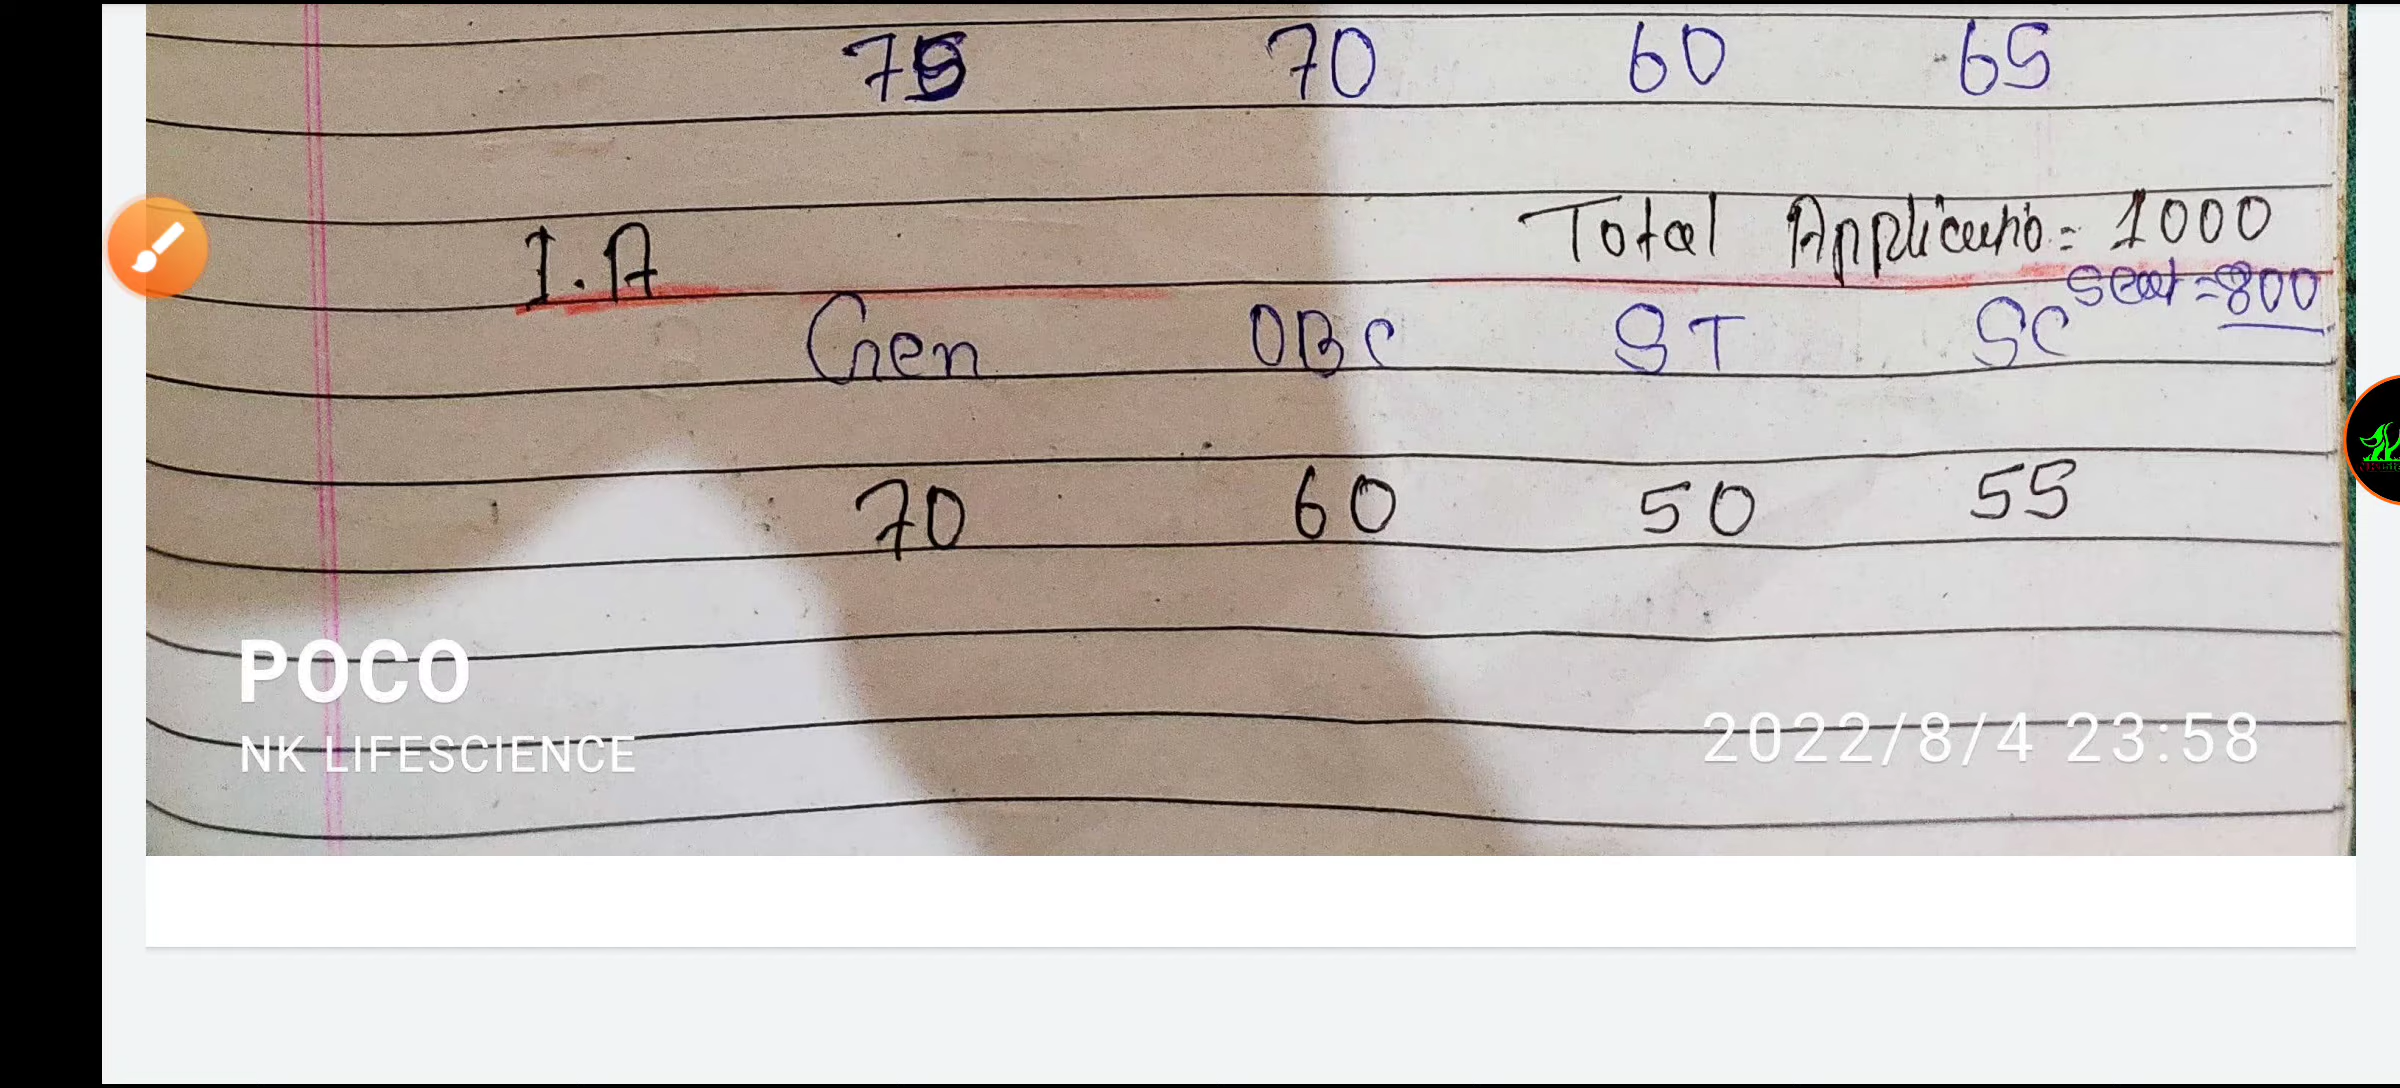 75 70 60 65
I.A Total Applicatio = 1000
Seat = 800
Gen OBC ST SC
70 60 50 55
POCO
NK LIFESCIENCE 2022/8/4 23:58